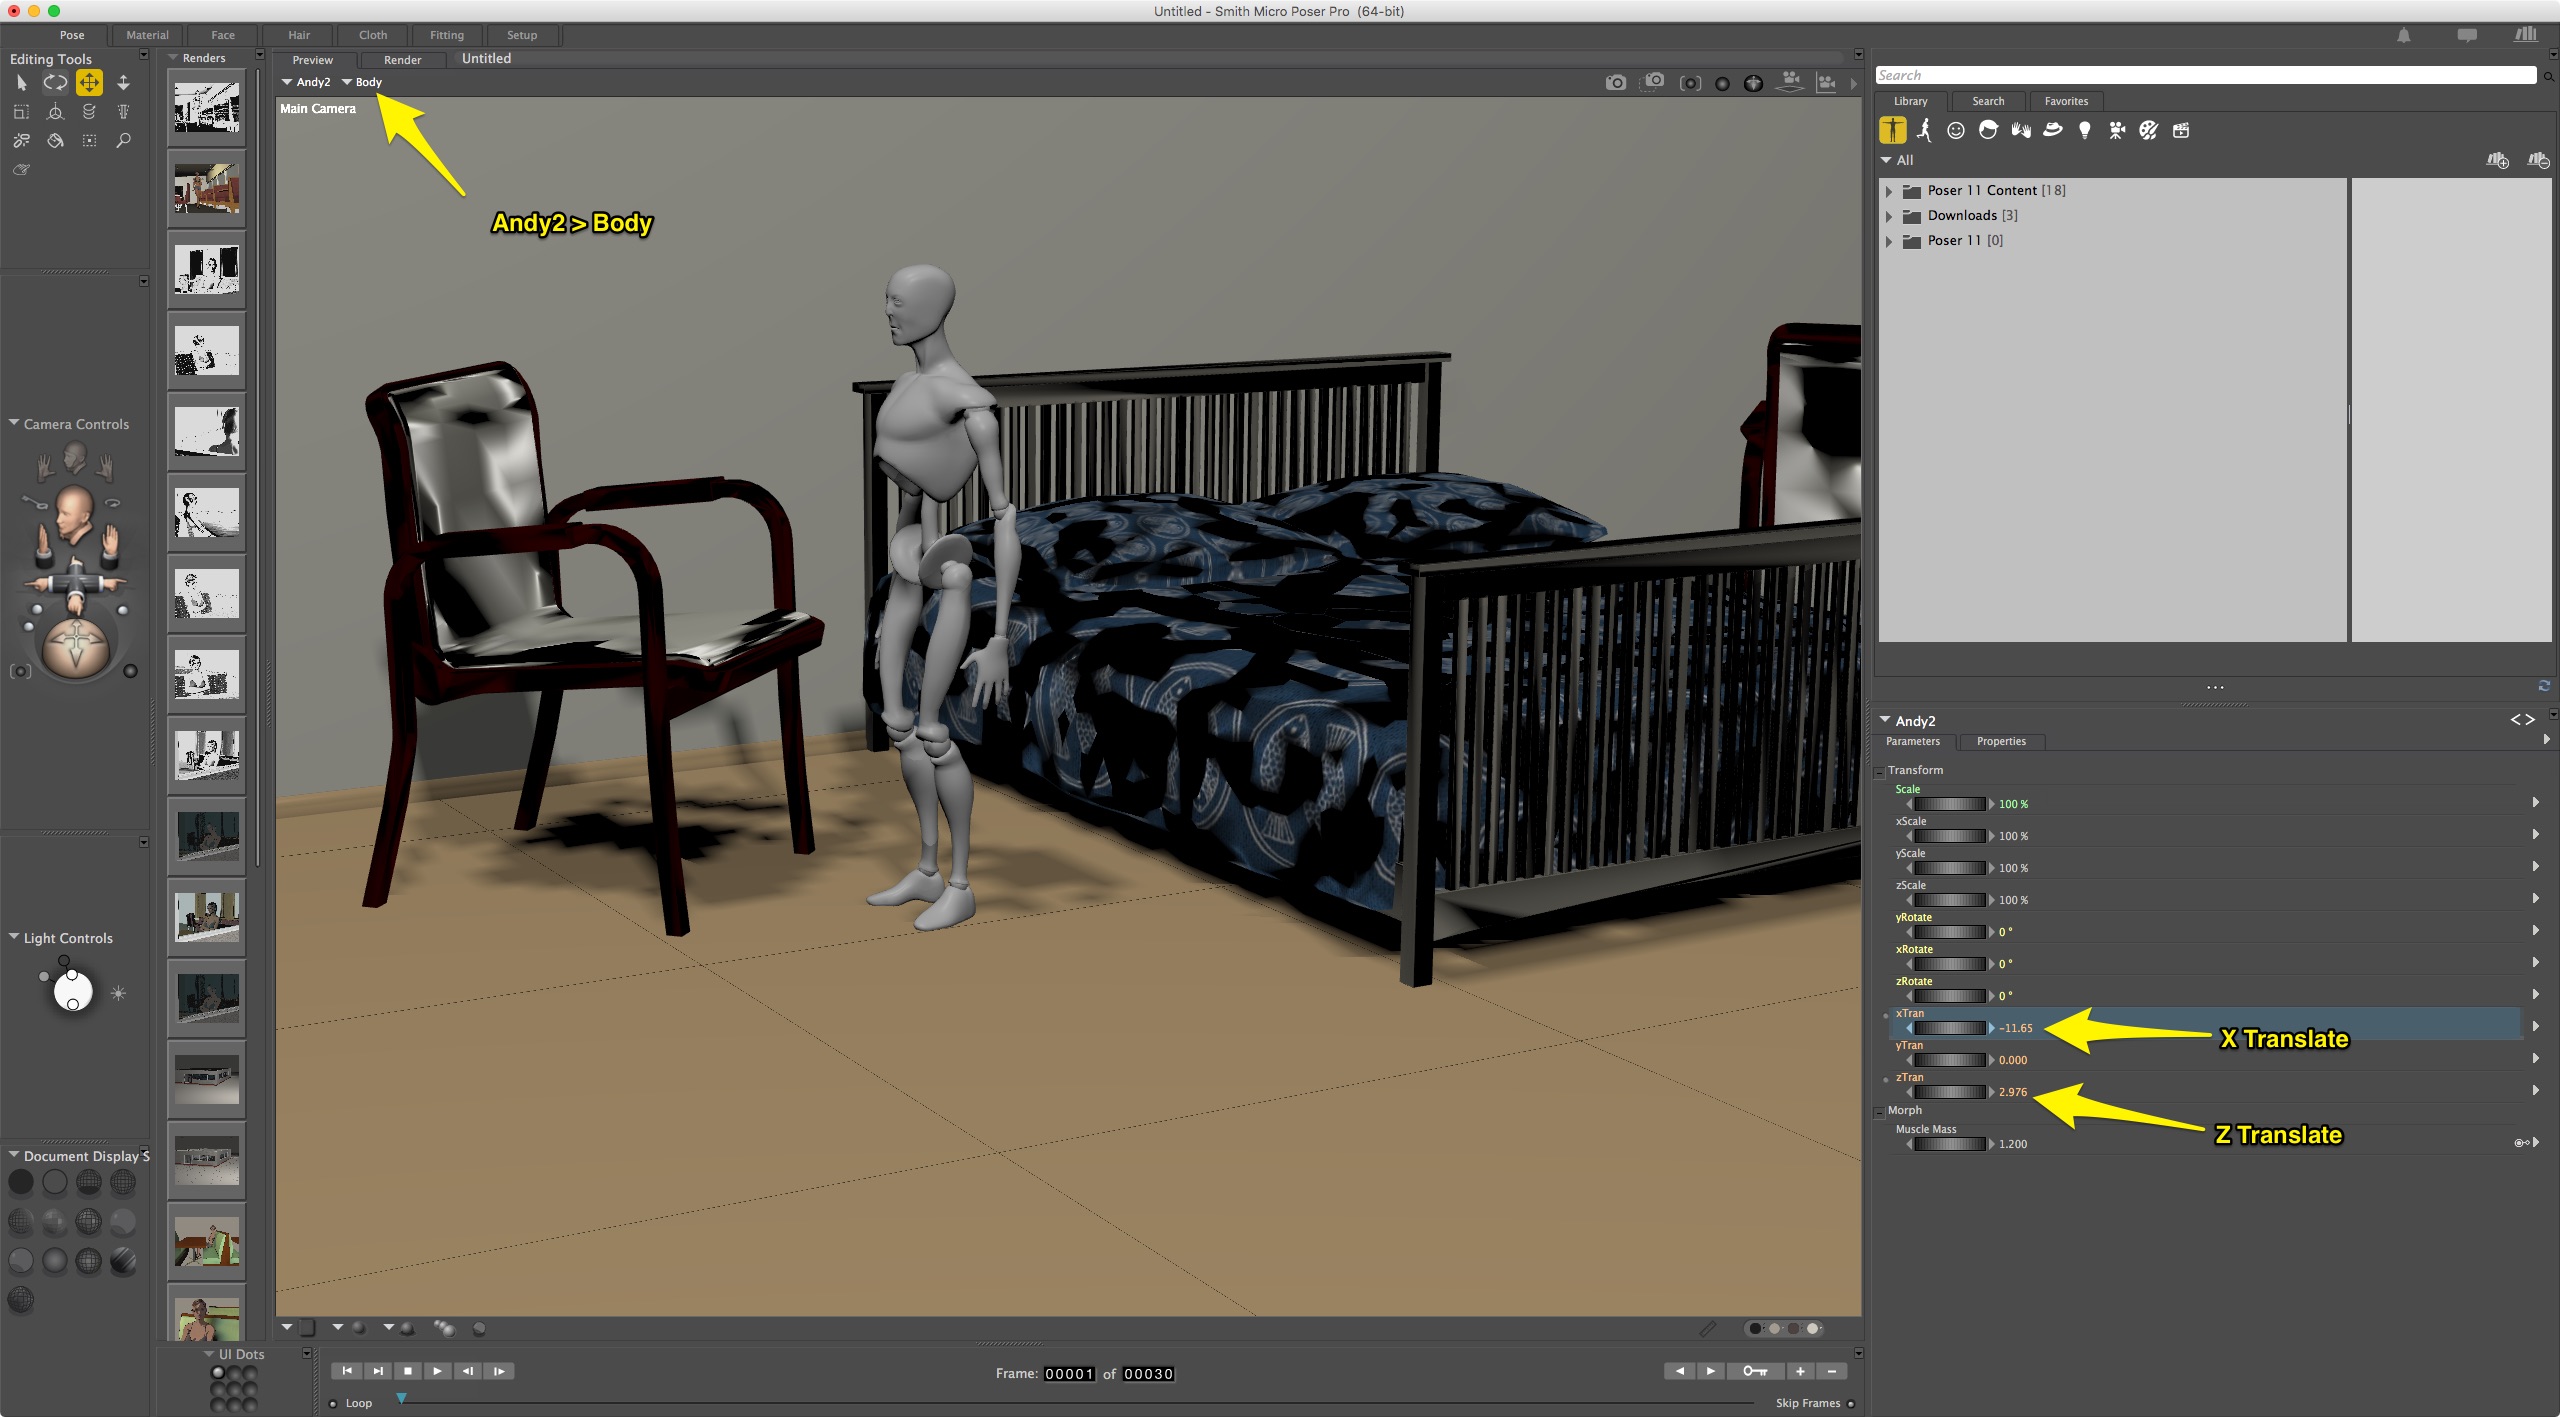 Untitled - Smith Micro Poser Pro (64-bit)
Pose Material Face Hair Cloth Fitting Setup
Editing Tools
Renders
Preview Render Untitled
Andy2 Body
Main Camera
Andy2 > Body
Camera Controls
Light Controls
Document Display S
UI Dots
Frame: 00001 of 00030
Loop
Skip Frames
Search
Library Search Favorites
All
Poser 11 Content [18]
Downloads [3]
Poser 11 [0]
...
Andy2
<>
Parameters Properties
Transform
Scale
100 %
xScale
100 %
yScale
100 %
zScale
100 %
yRotate
0 °
xRotate
0 °
zRotate
0 °
xTran
-11.65
X Translate
yTran
0.000
zTran
2.976
Z Translate
Morph
Muscle Mass
1.200